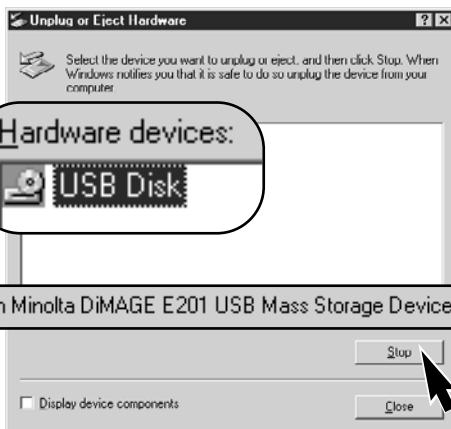 Unplug or Eject Hardware
Select the device you want to unplug or eject, and then click Stop. When
Windows notifies you that it is safe to do so unplug the device from your
computer.
Hardware devices:
USB Disk
Minolta DiMAGE E201 USB Mass Storage Device
Stop
Display device components
Close